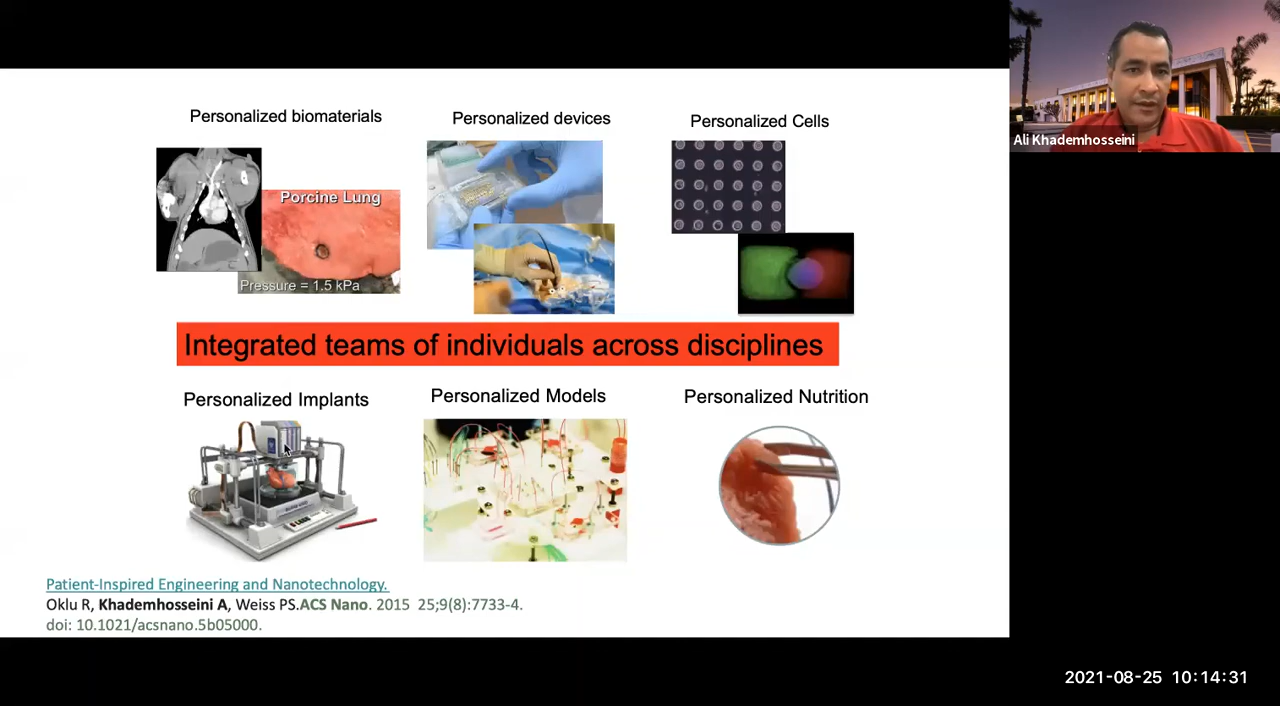 Personalized biomaterials
Personalized devices
Personalized Cells
Porcine Lung
Pressure = 1.5 kPa
Ali Khademhosseini
Integrated teams of individuals across disciplines
Personalized Implants
Personalized Models
Personalized Nutrition
Patient-Inspired Engineering and Nanotechnology.
Oklu R, Khademhosseini A, Weiss PS.ACS Nano. 2015 25;9(8):7733-4.
doi: 10.1021/acsnano.5b05000.
2021-08-25 10:14:31